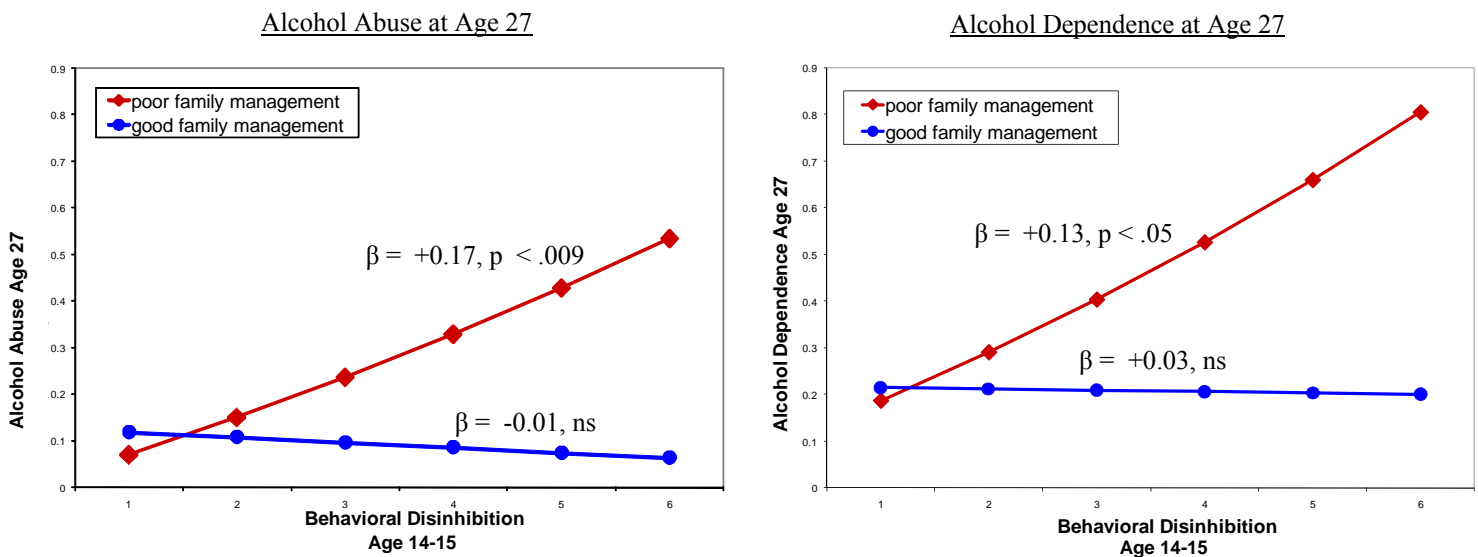 Alcohol Abuse at Age 27
0.9
0.8
0.7
0.6
0.5
0.4
0.3
0.2
0.1
0
Alcohol Abuse Age 27
poor family management
good family management
β = +0.17, p < .009
β = -0.01, ns
1 2 3 4 5 6
Behavioral Disinhibition
Age 14-15
Alcohol Dependence at Age 27
0.9
0.8
0.7
0.6
0.5
0.4
0.3
0.2
0.1
0
Alcohol Dependence Age 27
poor family management
good family management
β = +0.13, p < .05
β = +0.03, ns
1 2 3 4 5 6
Behavioral Disinhibition
Age 14-15